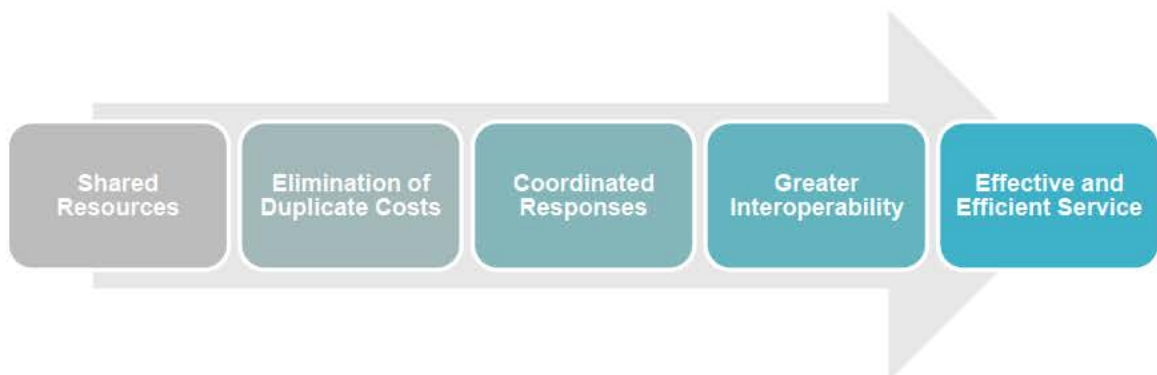 Shared
Resources
Elimination of
Duplicate Costs
Coordinated
Responses
Greater
Interoperability
Effective and
Efficient Service